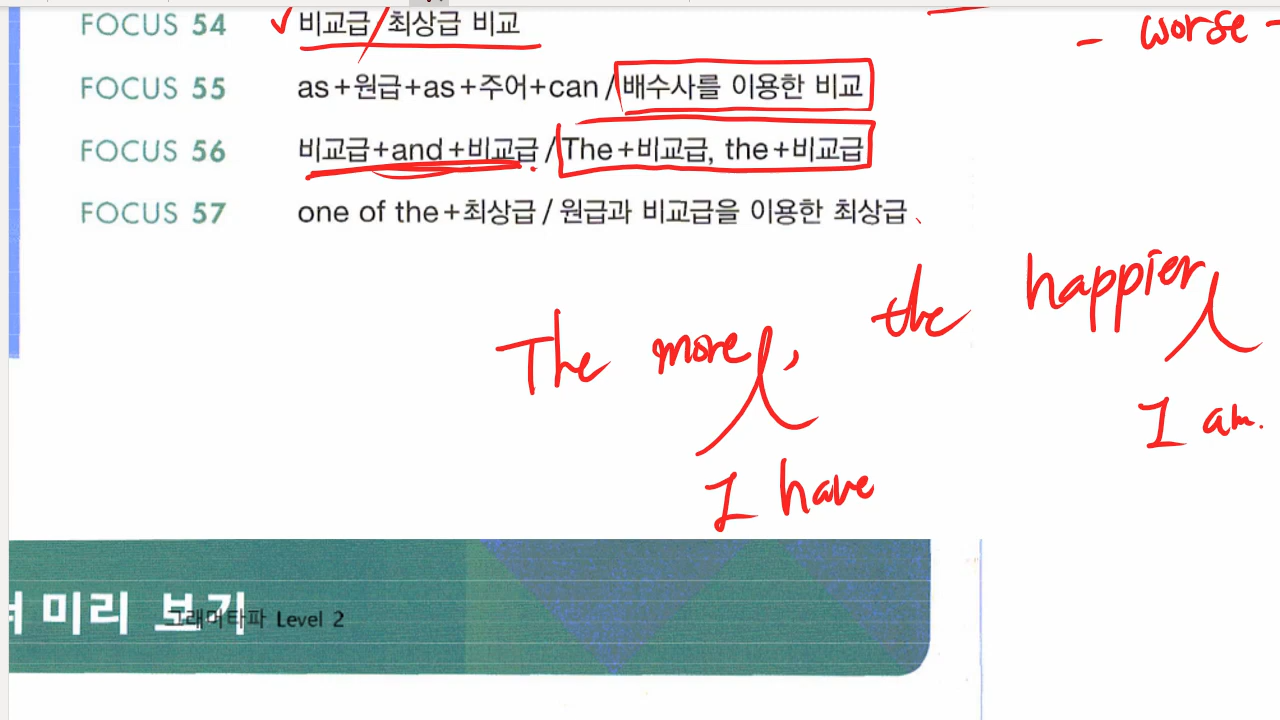 FOCUS 54 비교급/최상급 비교
- worse -
FOCUS 55 as+원급+as+주어+can / 배수사를 이용한 비교
FOCUS 56 비교급+and+비교급 / The+비교급, the+비교급
FOCUS 57 one of the+최상급 / 원급과 비교급을 이용한 최상급
The more, the happier
I have I am.
미리 보기
그래머타파 Level 2